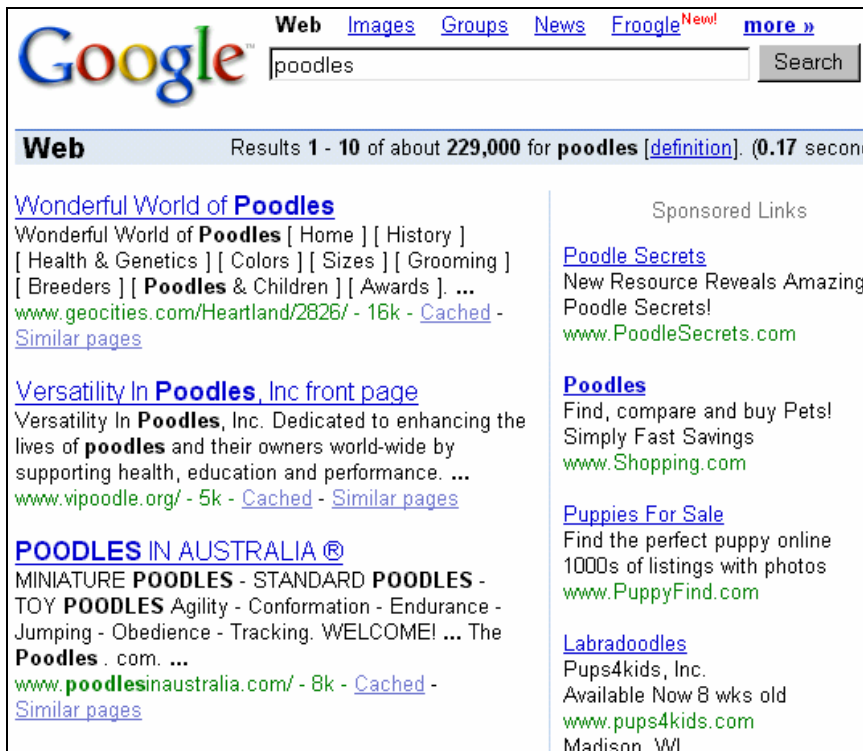 Google™
Web Images Groups News Froogle New! more »
poodles Search
Web Results 1 - 10 of about 229,000 for poodles [definition]. (0.17 secon
Wonderful World of Poodles
Wonderful World of Poodles [ Home ] [ History ]
[ Health & Genetics ] [ Colors ] [ Sizes ] [ Grooming ]
[ Breeders ] [ Poodles & Children ] [ Awards ]. ...
www.geocities.com/Heartland/2826/ - 16k - Cached -
Similar pages
Versatility In Poodles, Inc front page
Versatility In Poodles, Inc. Dedicated to enhancing the
lives of poodles and their owners world-wide by
supporting health, education and performance. ...
www.vipoodle.org/ - 5k - Cached - Similar pages
POODLES IN AUSTRALIA ®
MINIATURE POODLES - STANDARD POODLES -
TOY POODLES Agility - Conformation - Endurance -
Jumping - Obedience - Tracking. WELCOME! ... The
Poodles . com. ...
www.poodlesinaustralia.com/ - 8k - Cached -
Similar pages
Sponsored Links
Poodle Secrets
New Resource Reveals Amazing
Poodle Secrets!
www.PoodleSecrets.com
Poodles
Find, compare and buy Pets!
Simply Fast Savings
www.Shopping.com
Puppies For Sale
Find the perfect puppy online
1000s of listings with photos
www.PuppyFind.com
Labradoodles
Pups4kids, Inc.
Available Now 8 wks old
www.pups4kids.com
Madison, WI